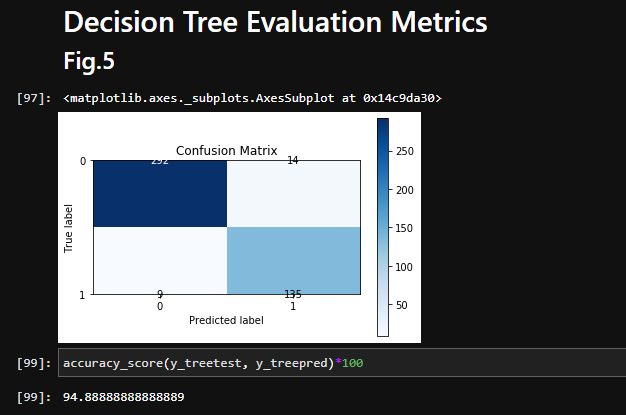 Decision Tree Evaluation Metrics
Fig.5
[97]: <matplotlib.axes._subplots.AxesSubplot at 0x14c9da30>
Confusion Matrix
0 292 14
250
200
True label
150
100
50
1 9 135
0 1
Predicted label
[99]: accuracy_score(y_treetest, y_treepred)*100
[99]: 94.88888888888889